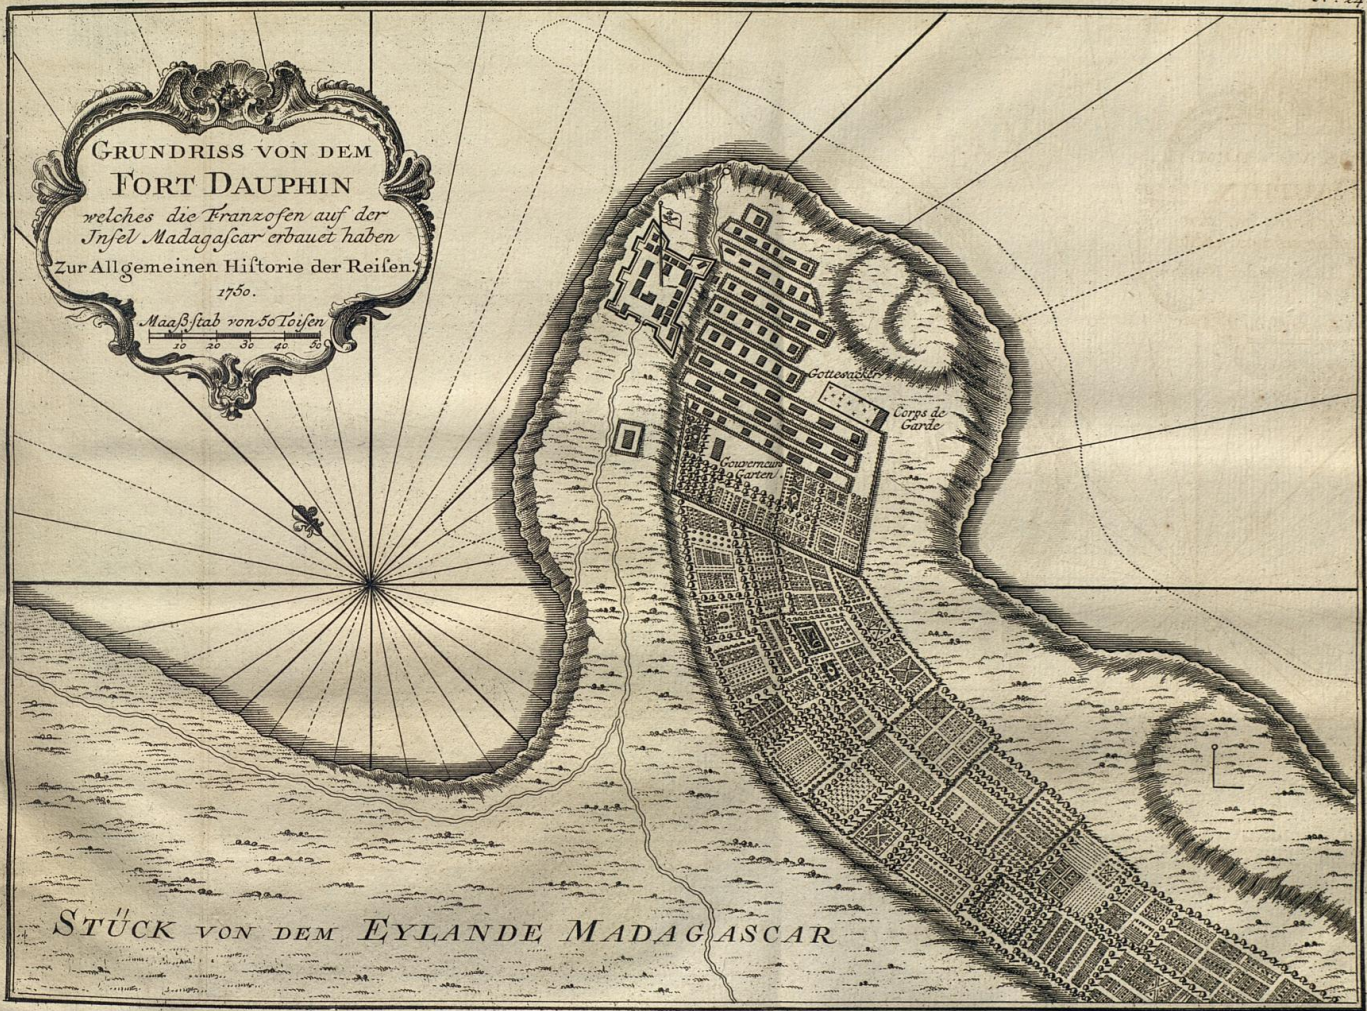 GRUNDRISS VON DEM
FORT DAUPHIN
welches die Franzosen auf der
Insel Madagascar erbauet haben
Zur Allgemeinen Historie der Reisen.
1750.
Maaßstab von 50 Toisen
10 20 30 40 50
Gottesacker
Corps de
Garde
Gouverneurs
Garten.
STÜCK VON DEM EYLANDE MADAGASCAR